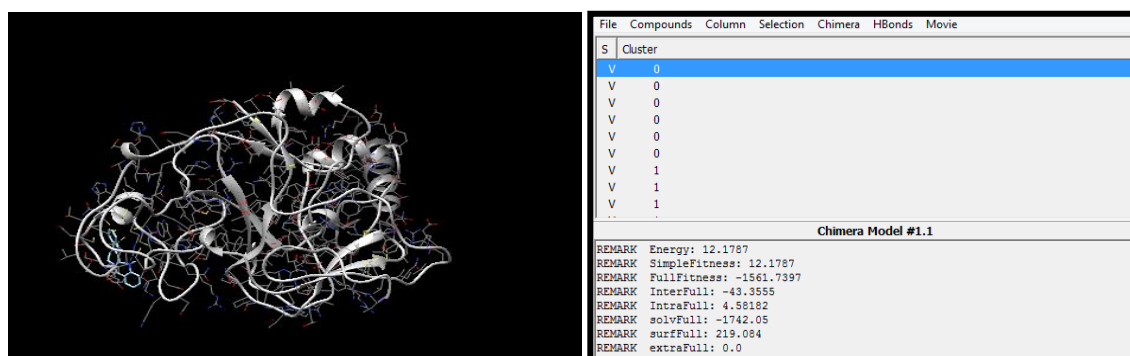 File Compounds Column Selection Chimera HBonds Movie
S Cluster
V 0
V 0
V 0
V 0
V 0
V 0
V 1
V 1
V 1
Chimera Model #1.1
REMARK Energy: 12.1787
REMARK SimpleFitness: 12.1787
REMARK FullFitness: -1561.7397
REMARK InterFull: -43.3555
REMARK IntraFull: 4.58182
REMARK solvFull: -1742.05
REMARK surfFull: 219.084
REMARK extraFull: 0.0